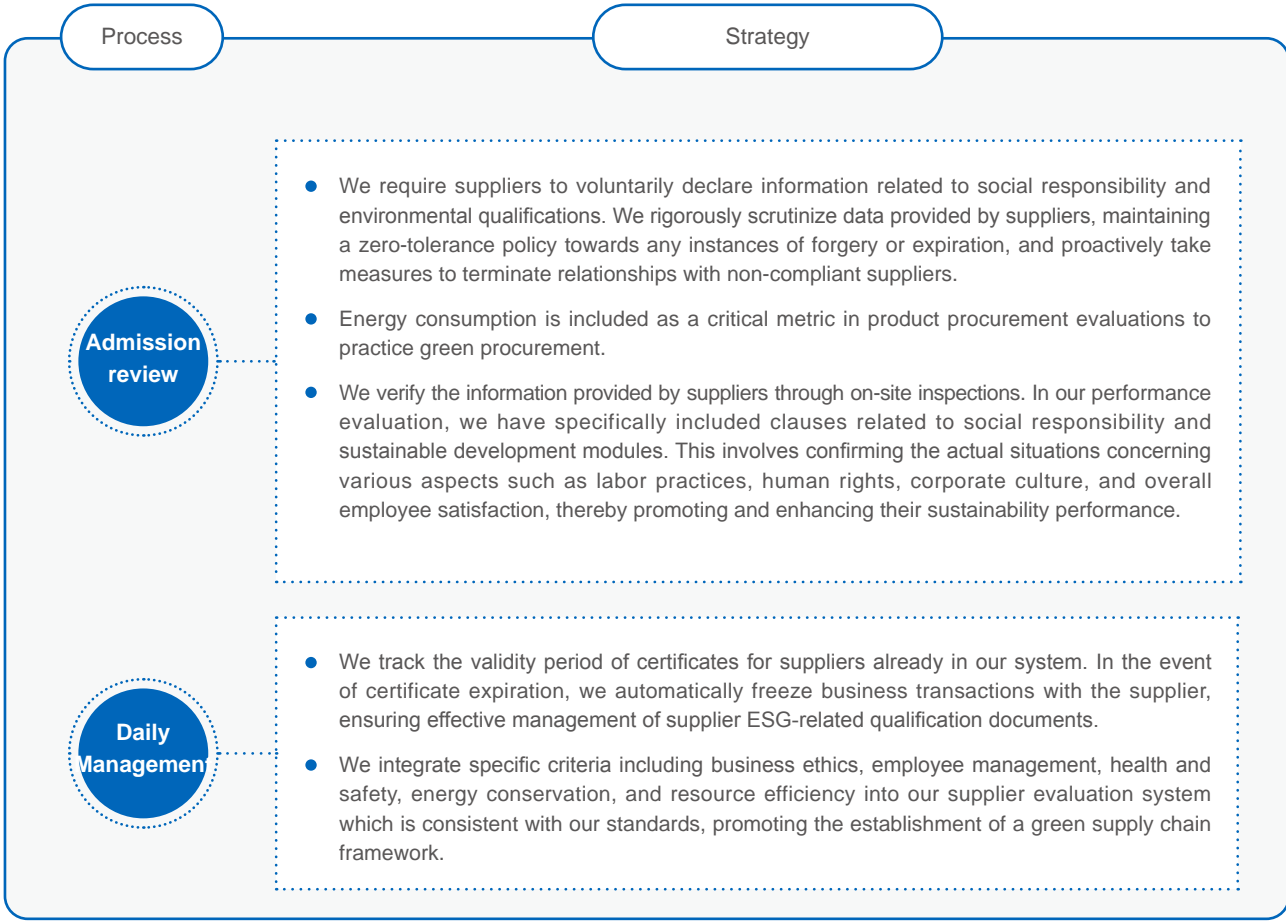 Process
Strategy
Admission
review
● We require suppliers to voluntarily declare information related to social responsibility and
environmental qualifications. We rigorously scrutinize data provided by suppliers, maintaining
a zero-tolerance policy towards any instances of forgery or expiration, and proactively take
measures to terminate relationships with non-compliant suppliers.
● Energy consumption is included as a critical metric in product procurement evaluations to
practice green procurement.
● We verify the information provided by suppliers through on-site inspections. In our performance
evaluation, we have specifically included clauses related to social responsibility and
sustainable development modules. This involves confirming the actual situations concerning
various aspects such as labor practices, human rights, corporate culture, and overall
employee satisfaction, thereby promoting and enhancing their sustainability performance.
Daily
Management
● We track the validity period of certificates for suppliers already in our system. In the event
of certificate expiration, we automatically freeze business transactions with the supplier,
ensuring effective management of supplier ESG-related qualification documents.
● We integrate specific criteria including business ethics, employee management, health and
safety, energy conservation, and resource efficiency into our supplier evaluation system
which is consistent with our standards, promoting the establishment of a green supply chain
framework.